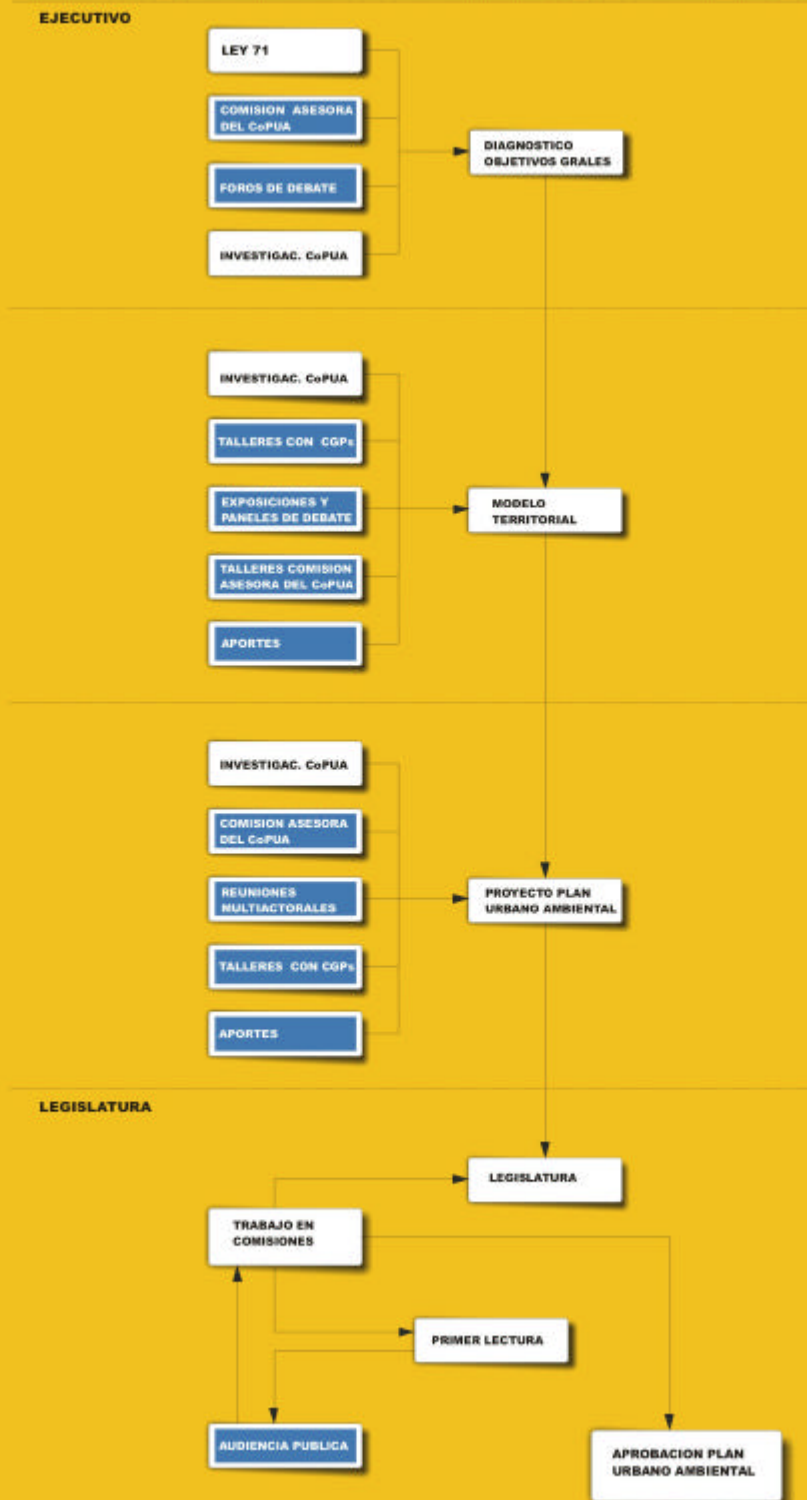 EJECUTIVO
LEY 71
COMISION ASESORA
DEL CoPUA
FOROS DE DEBATE
INVESTIGAC. CoPUA
DIAGNOSTICO
OBJETIVOS GRALES
INVESTIGAC. CoPUA
TALLERES CON CGPs
EXPOSICIONES Y
PANELES DE DEBATE
TALLERES COMISION
ASESORA DEL CoPUA
APORTES
MODELO
TERRITORIAL
INVESTIGAC. CoPUA
COMISION ASESORA
DEL CoPUA
REUNIONES
MULTIACTORALES
TALLERES CON CGPs
APORTES
PROYECTO PLAN
URBANO AMBIENTAL
LEGISLATURA
LEGISLATURA
TRABAJO EN
COMISIONES
PRIMER LECTURA
AUDIENCIA PUBLICA
APROBACION PLAN
URBANO AMBIENTAL